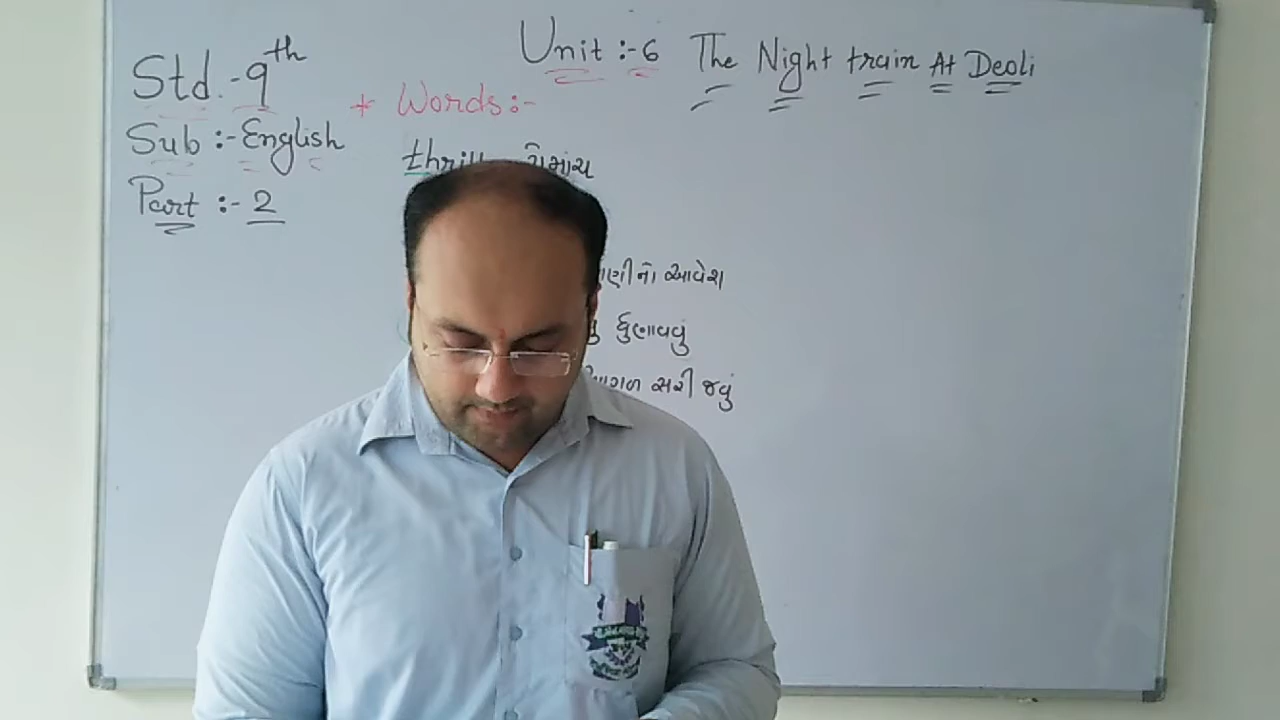 Unit :- 6 The Night train At Deoli
Std.- 9th
* Words:-
Sub :- English
thrill રોમાંચ
Part :- 2
આવેશ
ધુણાવવું
સરી જવું